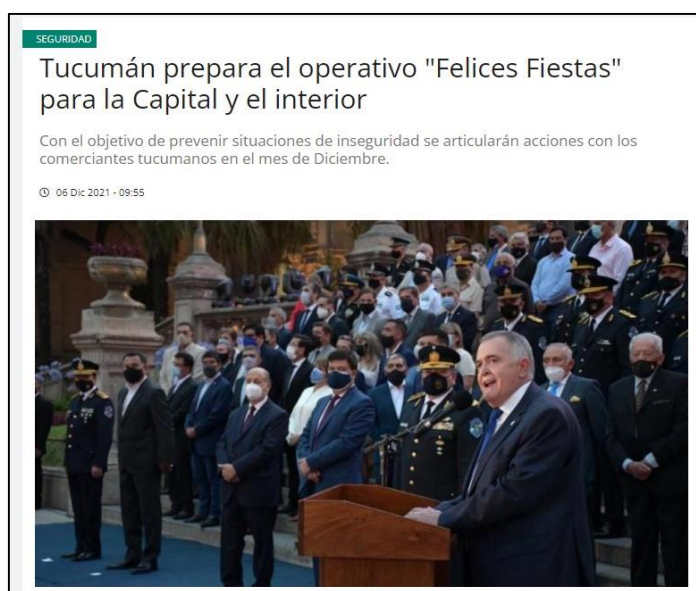 SEGURIDAD
Tucumán prepara el operativo "Felices Fiestas"
para la Capital y el interior
Con el objetivo de prevenir situaciones de inseguridad se articularán acciones con los
comerciantes tucumanos en el mes de Diciembre.
06 Dic 2021 - 09:55